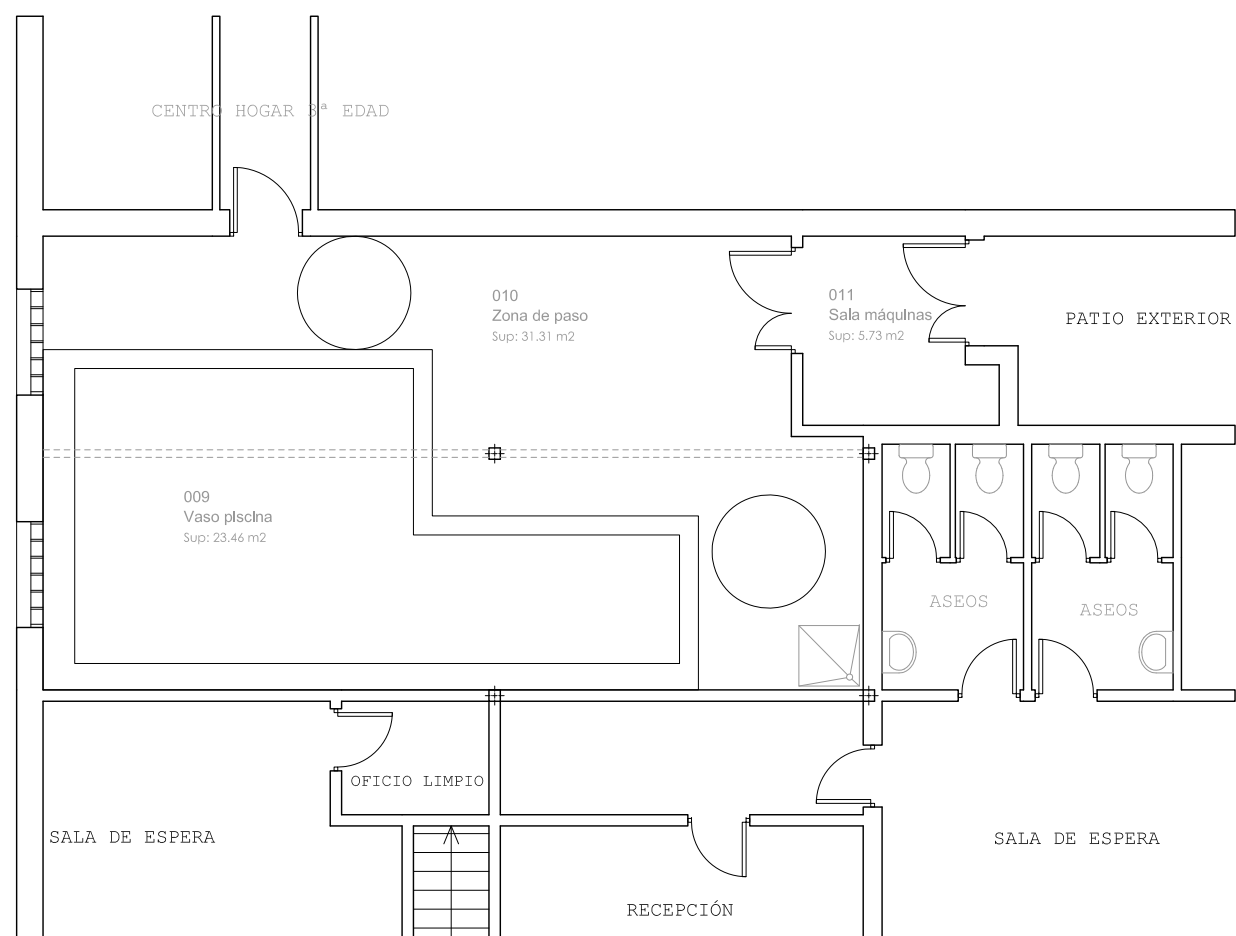 CENTRO HOGAR 3ª EDAD
010
Zona de paso
Sup: 31.31 m2
011
Sala máquinas
Sup: 5.73 m2
PATIO EXTERIOR
009
Vaso piscina
Sup: 23.46 m2
ASEOS
ASEOS
OFICIO LIMPIO
SALA DE ESPERA
SALA DE ESPERA
RECEPCIÓN